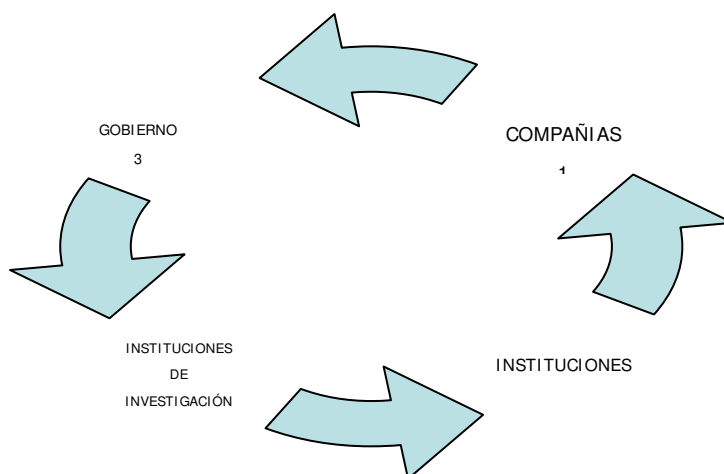 GOBIERNO
3
COMPAÑIAS
1
INSTITUCIONES
DE
INVESTIGACIÓN
INSTITUCIONES